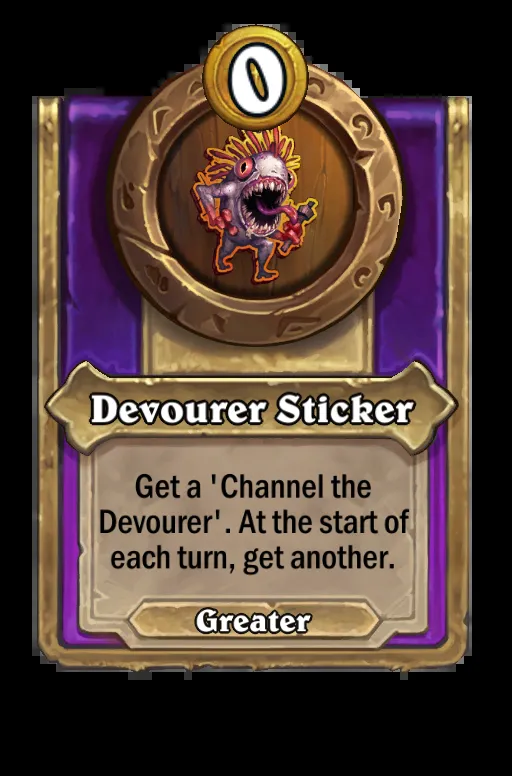 0
Devourer Sticker
Get a 'Channel the
Devourer'. At the start of
each turn, get another.
Greater